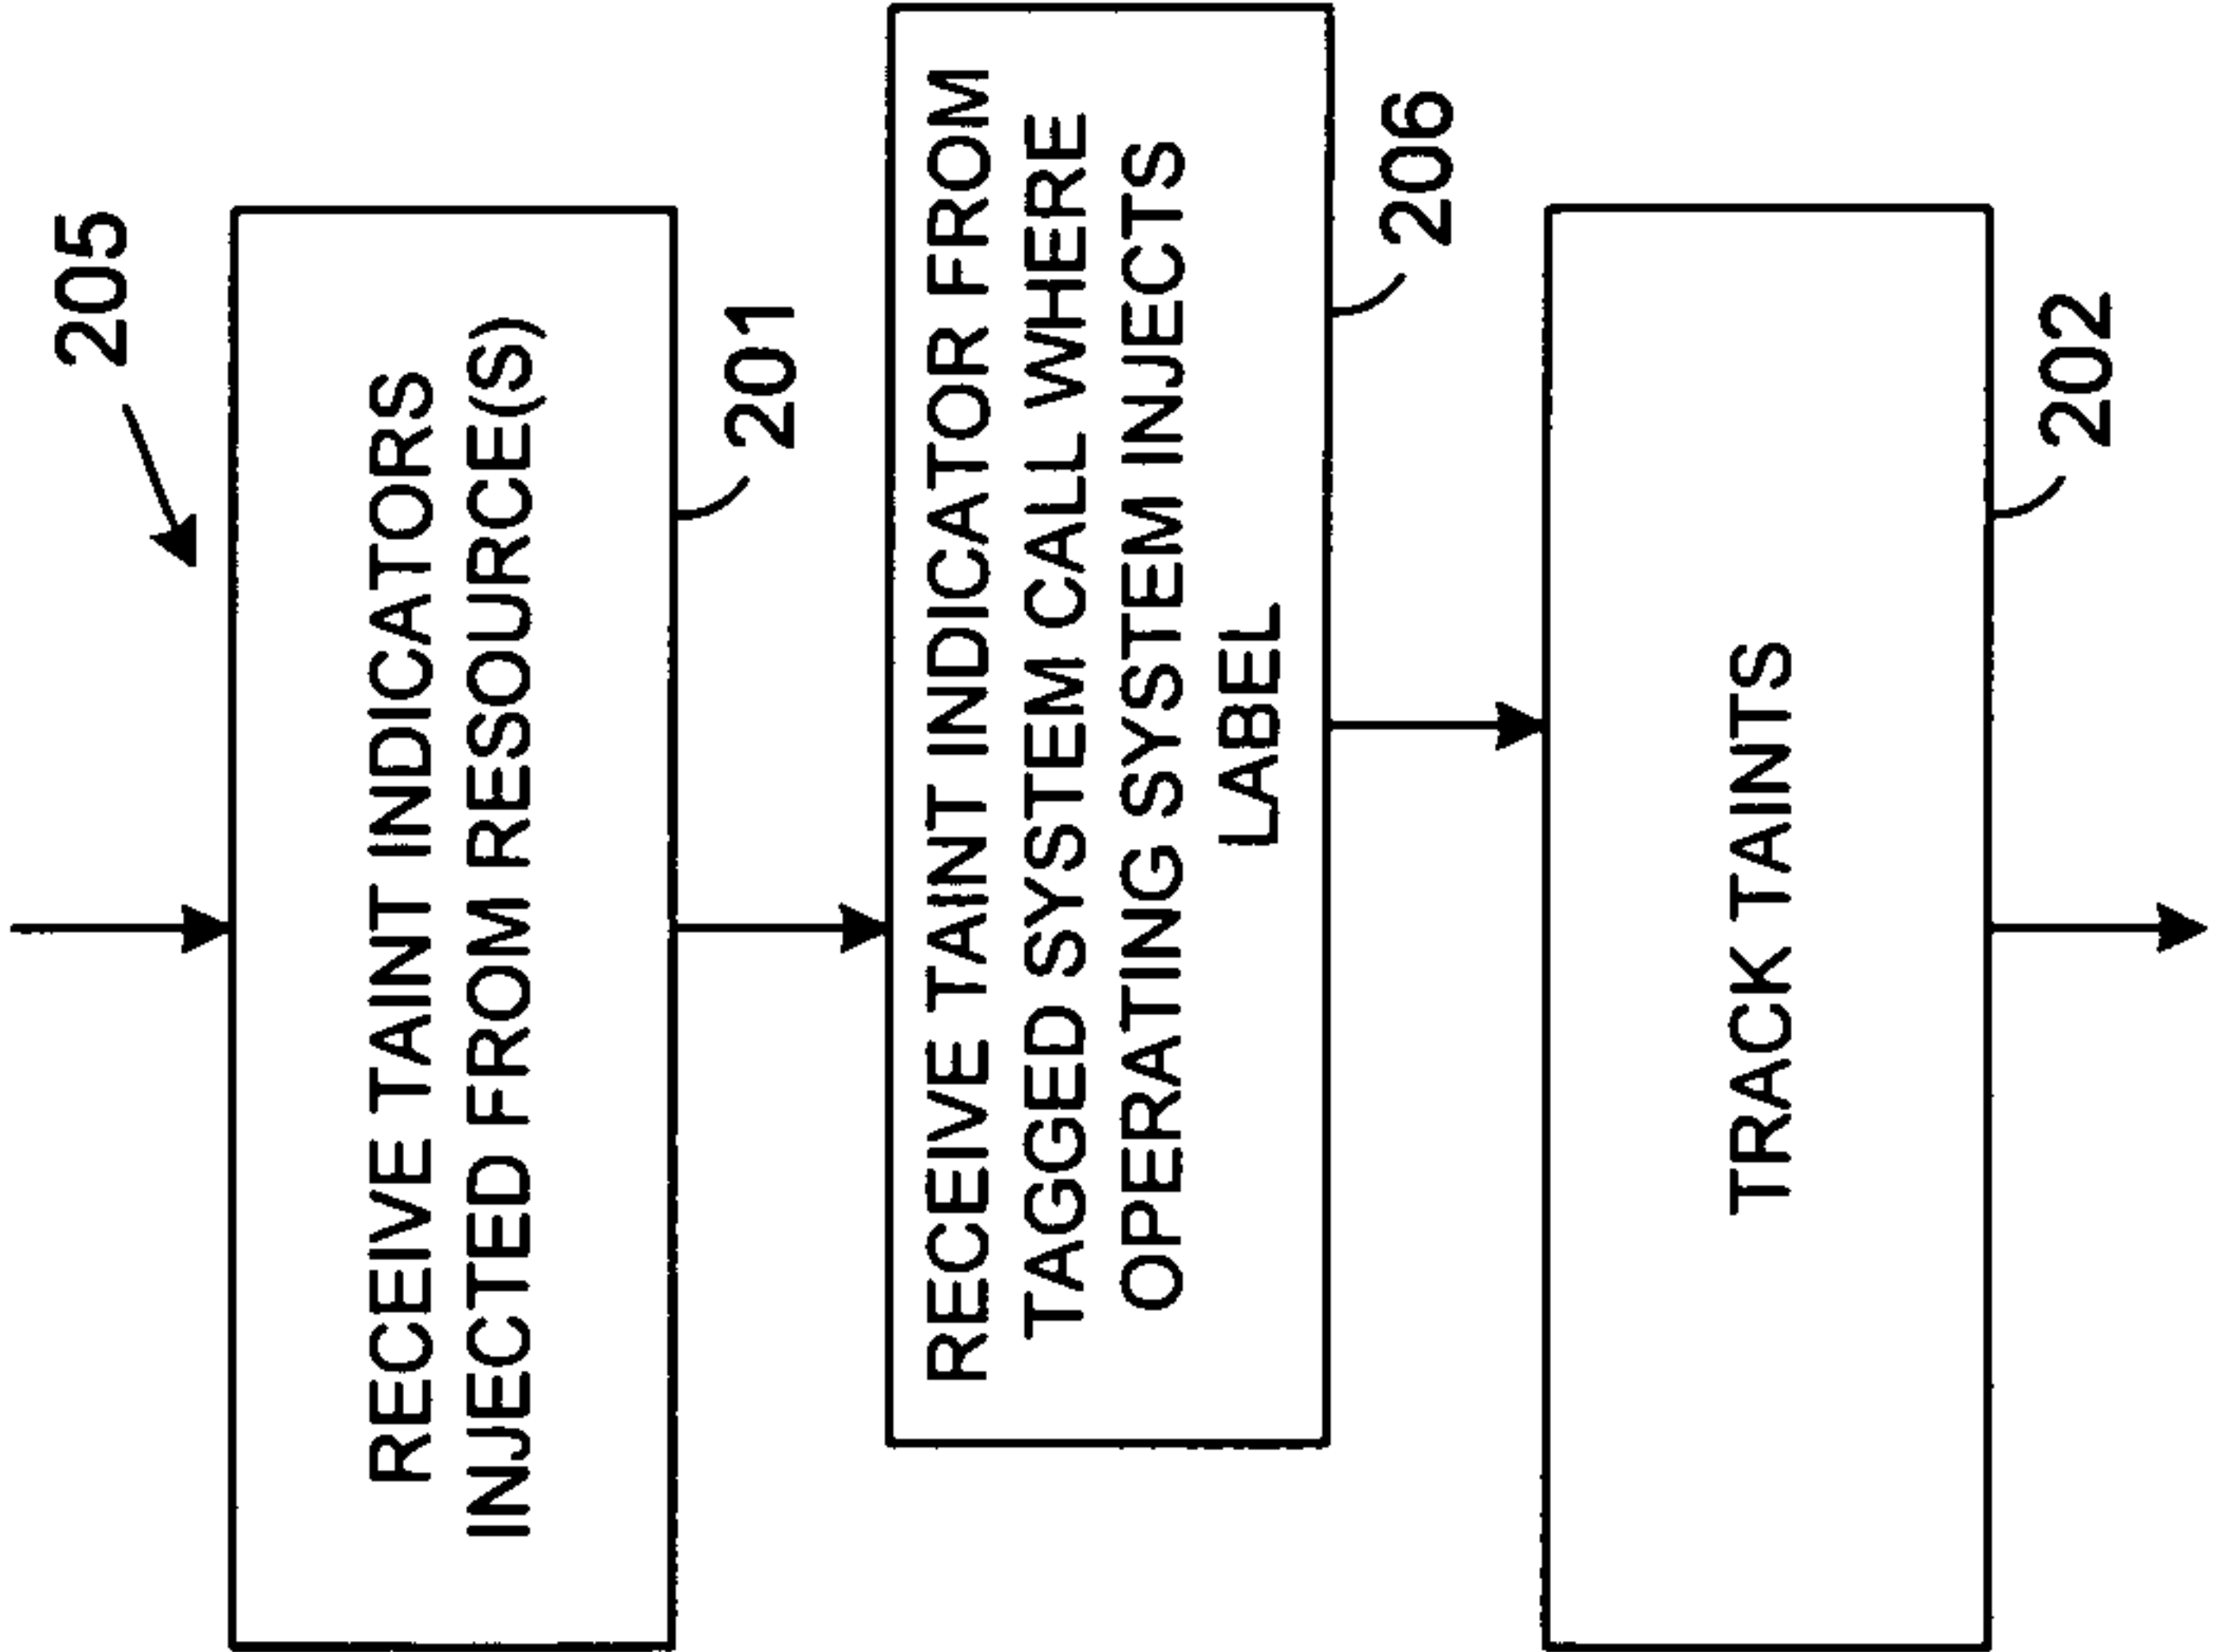 205
RECEIVE TAINT INDICATORS
INJECTED FROM RESOURCE(S)
201
RECEIVE TAINT INDICATOR FROM
TAGGED SYSTEM CALL WHERE
OPERATING SYSTEM INJECTS
LABEL
206
TRACK TAINTS
202